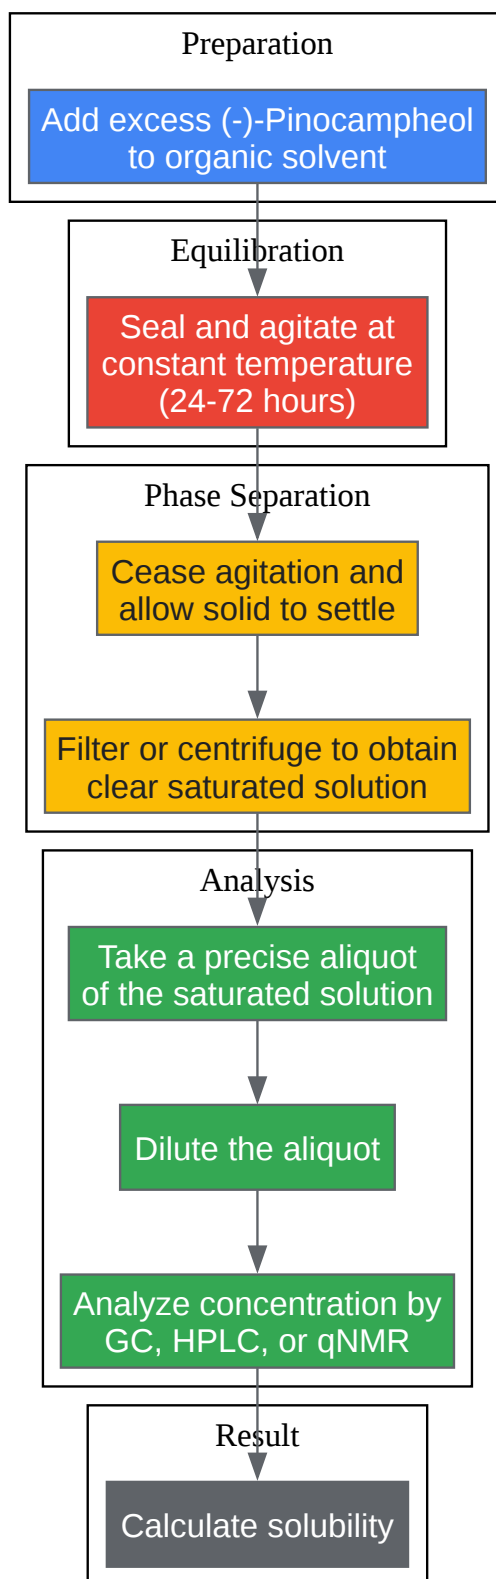 Preparation
Add excess (-)-Pinocampheol
to organic solvent
Equilibration
Seal and agitate at
constant temperature
(24-72 hours)
Phase Separation
Cease agitation and
allow solid to settle
Filter or centrifuge to obtain
clear saturated solution
Analysis
Take a precise aliquot
of the saturated solution
Dilute the aliquot
Analyze concentration by
GC, HPLC, or qNMR
Result
Calculate solubility